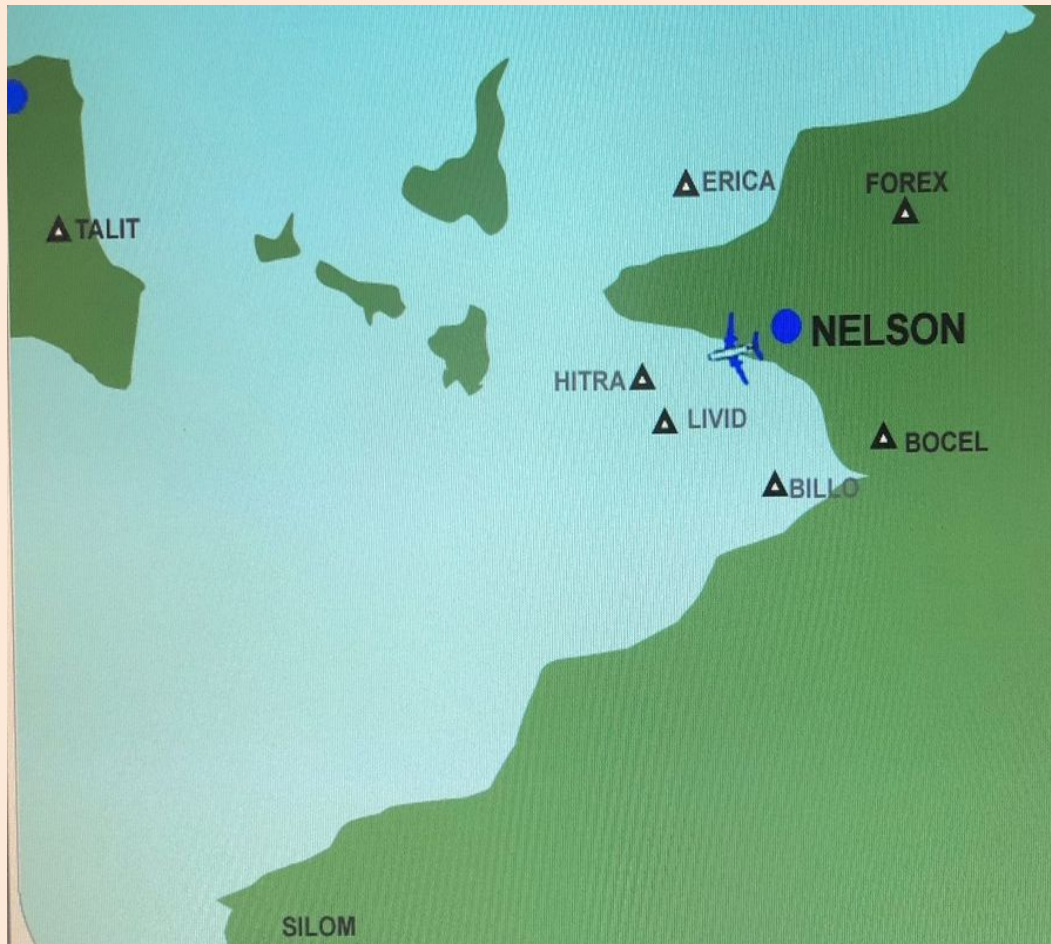 ERICA
FOREX
TALIT
NELSON
HITRA
LIVID
BOCEL
BILLO
SILOM